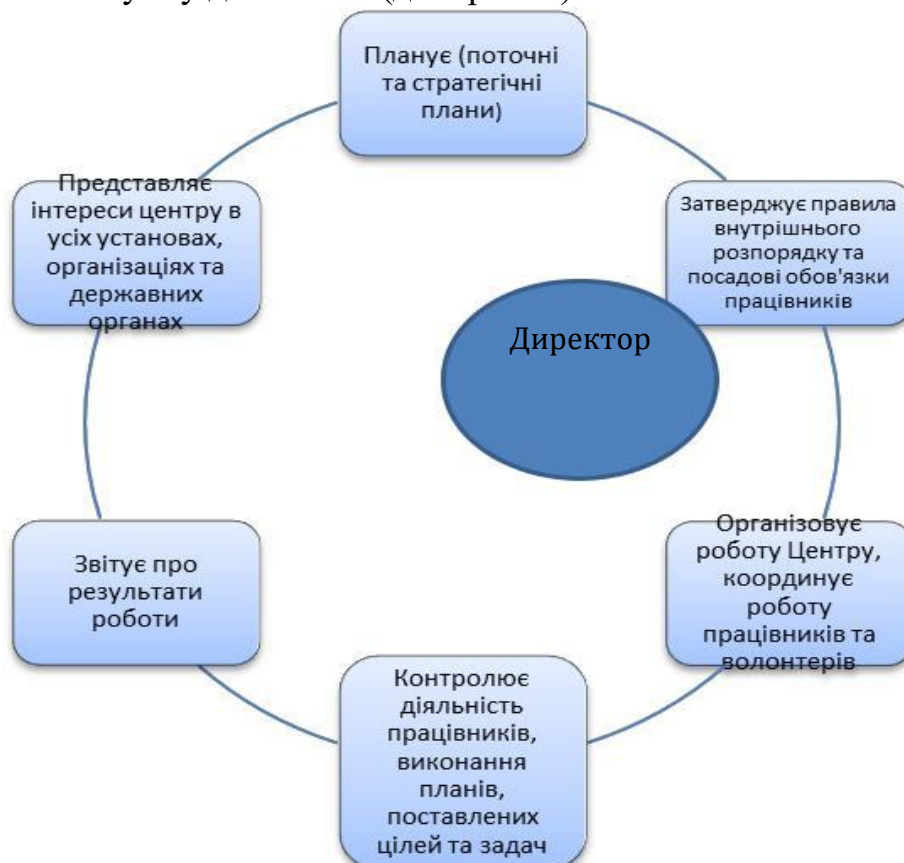 Планує (поточні
та стратегічні
плани)
Затверджує правила
внутрішнього
розпорядку та
посадові обов'язки
працівників
Організовує
роботу Центру,
координує
роботу
працівників та
волонтерів
Контролює
діяльність
працівників,
виконання
планів,
поставлених
цілей та задач
Звітує про
результати
роботи
Представляє
інтереси центру в
усіх установах,
організаціях та
державних
органах
Директор